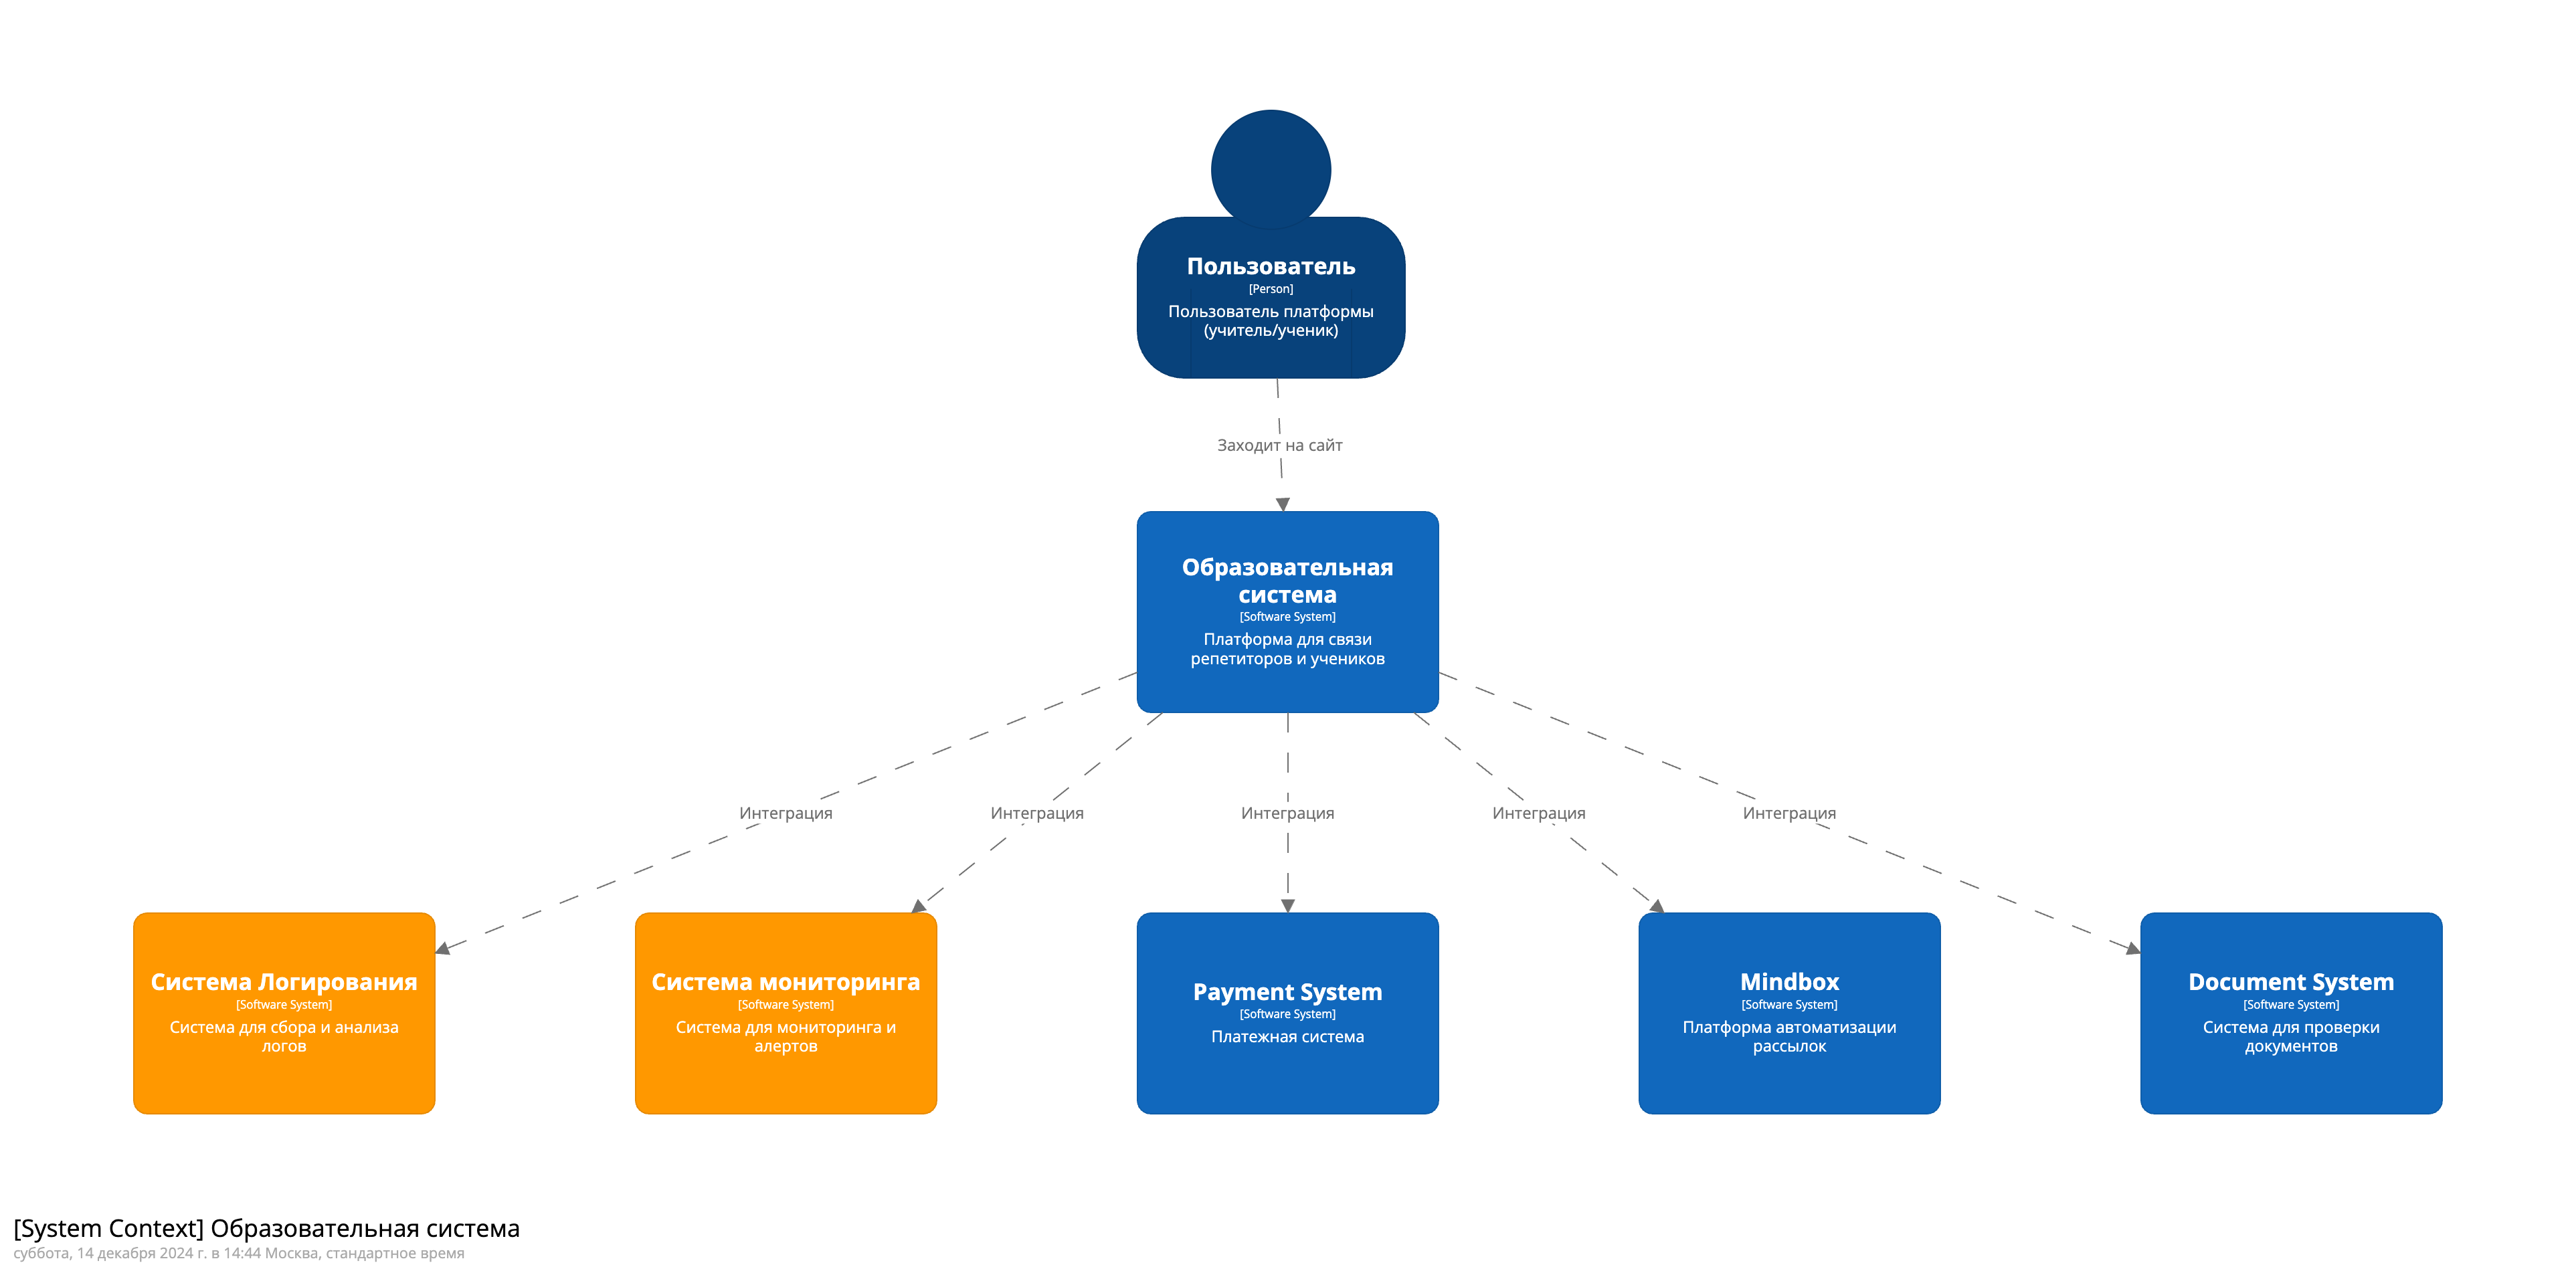 Пользователь
[Person]
Пользователь платформы
(учитель/ученик)
Заходит на сайт
Образовательная
система
[Software System]
Платформа для связи
репетиторов и учеников
Интеграция
Интеграция
Интеграция
Интеграция
Интеграция
Система Логирования
[Software System]
Система для сбора и анализа
логов
Система мониторинга
[Software System]
Система для мониторинга и
алертов
Payment System
[Software System]
Платежная система
Mindbox
[Software System]
Платформа автоматизации
рассылок
Document System
[Software System]
Система для проверки
документов
[System Context] Образовательная система
суббота, 14 декабря 2024 г. в 14:44 Москва, стандартное время